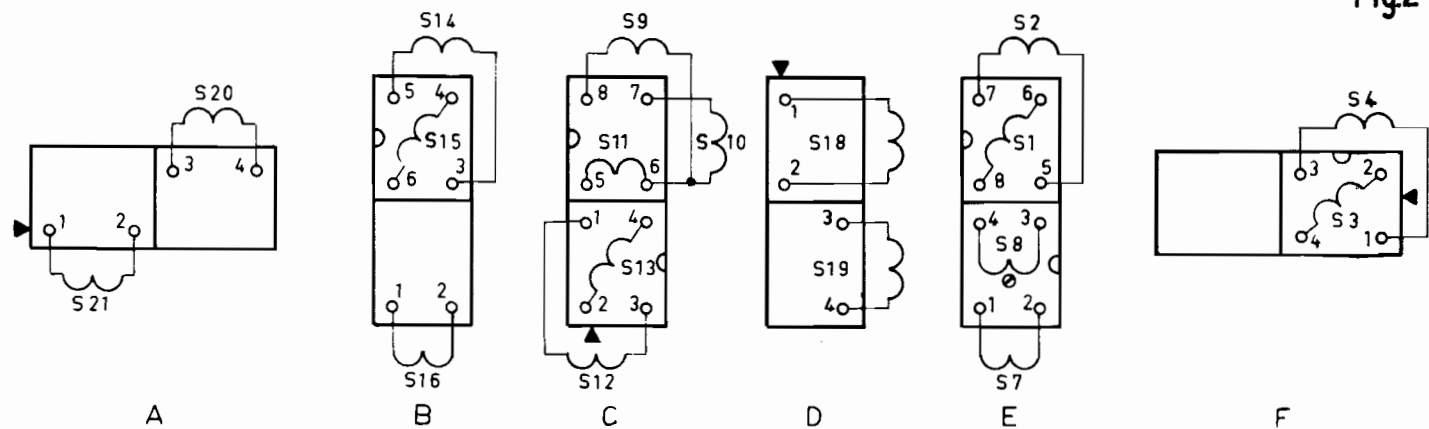 Fig.2
S14 S9 S2
S20 S4
5 4 8 7 1 7 6
S15 S11 S10 S18 S1
3 4 3 2
6 3 5 6 2 8 5 S3
1 2 1 4 3 4 3 4 1
S13 S19 S8
S21
1 2 2 3 4 1 2
S16 S12 S7
A B C D E F